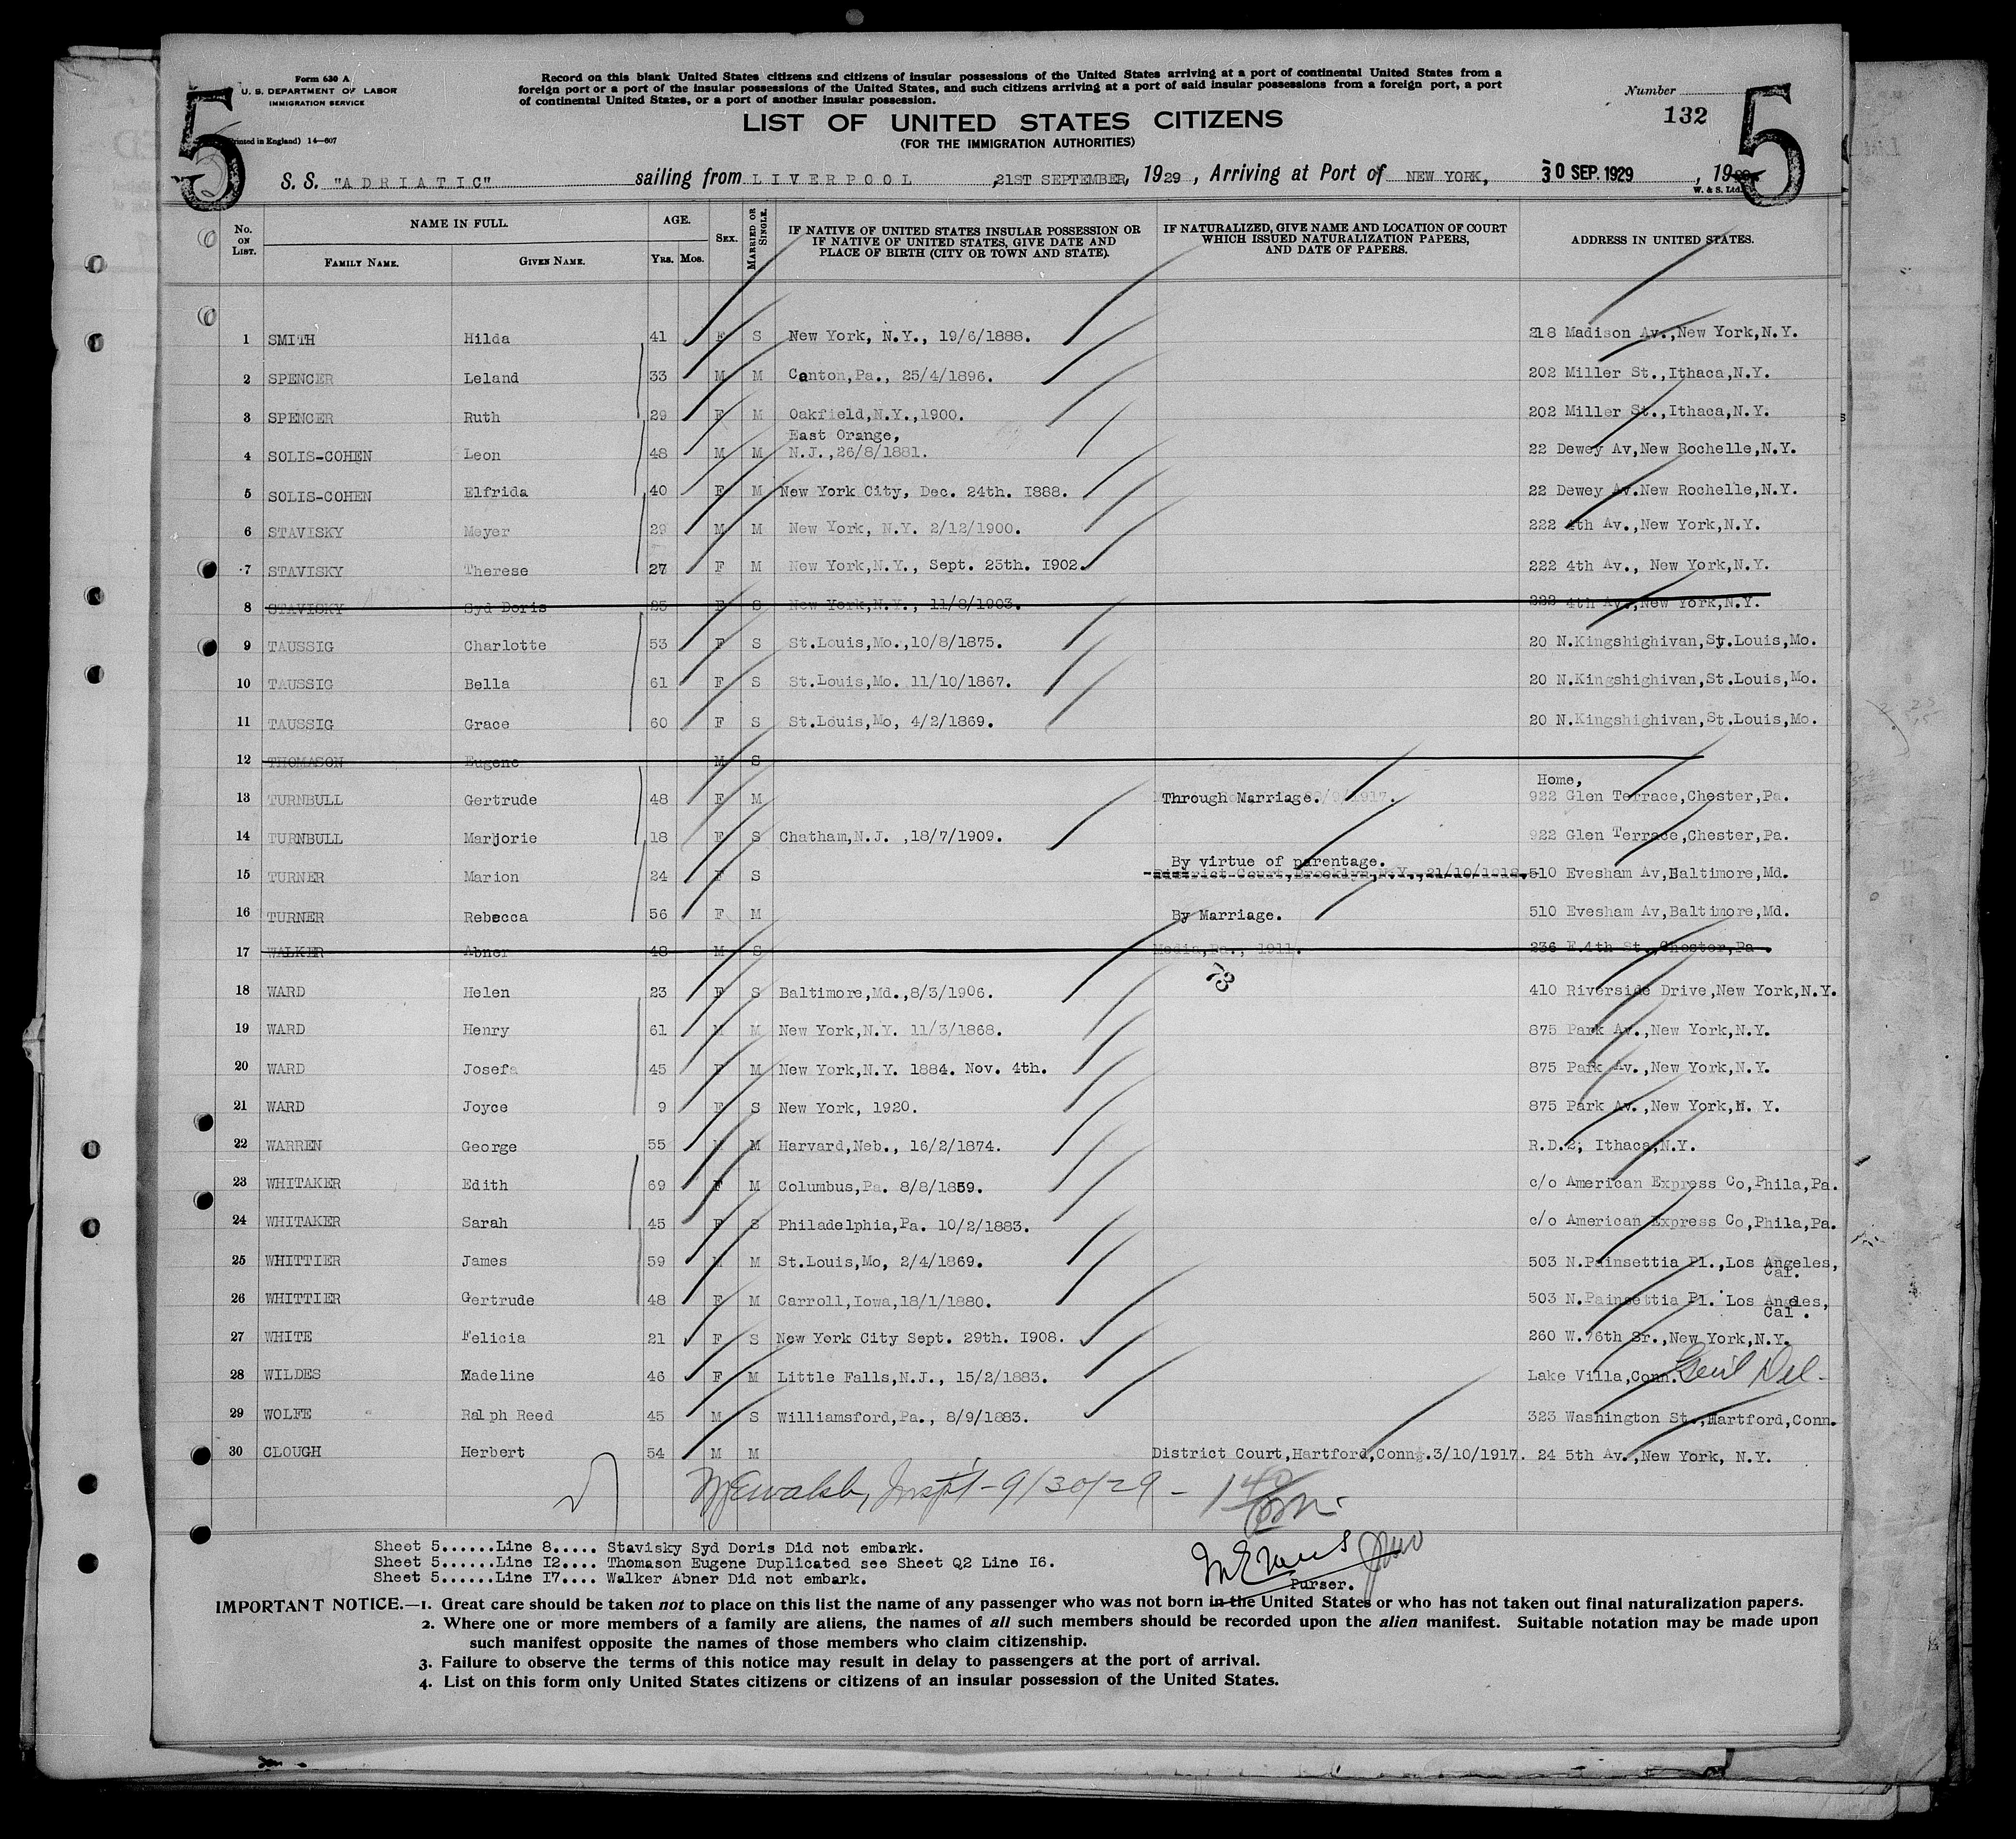 Form 630 A
U. S. DEPARTMENT OF LABOR
IMMIGRATION SERVICE
(Printed in England) 14—607
Record on this blank United States citizens and citizens of insular possessions of the United States arriving at a port of continental United States from a
foreign port or a port of the insular possessions of the United States, and such citizens arriving at a port of said insular possessions from a foreign port, a port
of continental United States, or a port of another insular possession.
Number
132
5
5
LIST OF UNITED STATES CITIZENS
(FOR THE IMMIGRATION AUTHORITIES)
S. S. "ADRIATIC" sailing from LIVERPOOL, 21ST SEPTEMBER, 1929, Arriving at Port of NEW YORK, 30 SEP. 1929, 19
W. & S. Ltd.
No. ON LIST. NAME IN FULL. FAMILY NAME. GIVEN NAME. AGE. YRS. MOS. SEX. MARRIED OR SINGLE. IF NATIVE OF UNITED STATES INSULAR POSSESSION OR IF NATIVE OF UNITED STATES, GIVE DATE AND PLACE OF BIRTH (CITY OR TOWN AND STATE). IF NATURALIZED, GIVE NAME AND LOCATION OF COURT WHICH ISSUED NATURALIZATION PAPERS, AND DATE OF PAPERS. ADDRESS IN UNITED STATES.
1 SMITH Hilda 41 F S New York, N.Y., 19/6/1888. 218 Madison Av.,New York,N.Y.
2 SPENCER Leland 33 M M Canton,Pa., 25/4/1896. 202 Miller St.,Ithaca,N.Y.
3 SPENCER Ruth 29 F M Oakfield,N.Y.,1900. 202 Miller St.,Ithaca,N.Y.
4 SOLIS-COHEN Leon 48 M M East Orange, N.J.,26/8/1881. 22 Dewey Av,New Rochelle,N.Y.
5 SOLIS-COHEN Elfrida 40 F M New York City, Dec. 24th. I888. 22 Dewey Av.New Rochelle,N.Y.
6 STAVISKY Meyer 29 M M New York, N.Y. 2/12/1900. 222 4th Av.,New York,N.Y.
7 STAVISKY Therese 27 F M New York,N.Y., Sept. 25th. I902. 222 4th Av., New York,N.Y.
8 STAVISKY Syd Doris 25 F S New York,N.Y., 11/8/1903. 222 4th Av.,New York,N.Y.
9 TAUSSIG Charlotte 53 F S St.Louis,Mo.,10/8/1875. 20 N.Kingshighivan,St.Louis,Mo.
10 TAUSSIG Bella 61 F S St.Louis,Mo. 11/10/1867. 20 N.Kingshighivan,St.Louis,Mo.
11 TAUSSIG Grace 60 F S St.Louis,Mo, 4/2/1869. 20 N.Kingshighivan,St.Louis,Mo.
12 THOMASON Eugene M S
13 TURNBULL Gertrude 48 F M Through Marriage. Home, 922 Glen Terrace,Chester,Pa.
14 TURNBULL Marjorie 18 F S Chatham,N.J. ,18/7/1909. 922 Glen Terrace,Chester,Pa.
15 TURNER Marion 24 F S By virtue of parentage. District Court,Brooklyn,N.Y.,21/10/1918. 510 Evesham Av,Baltimore,Md.
16 TURNER Rebecca 56 F M By Marriage. 510 Evesham Av,Baltimore,Md.
17 WALKER Abner 48 M S Media,Pa., 1911. 236 E.4th St.,Chester,Pa.
18 WARD Helen 23 F S Baltimore,Md.,8/3/1906. 410 Riverside Drive,New York,N.Y.
19 WARD Henry 61 M M New York,N.Y. 11/3/1868. 875 Park Av.,New York,N.Y.
20 WARD Josefa 45 F M New York,N.Y. 1884. Nov. 4th. 875 Park Av.,New York,N.Y.
21 WARD Joyce 9 F S New York, 1920. 875 Park Av.,New York,N. Y.
22 WARREN George 55 M M Harvard,Neb., 16/2/1874. R.D.2, Ithaca,N.Y.
23 WHITAKER Edith 69 F M Columbus,Pa. 8/8/1859. c/o American Express Co,Phila,Pa.
24 WHITAKER Sarah 45 F S Philadelphia,Pa. 10/2/1883. c/o American Express Co,Phila,Pa.
25 WHITTIER James 59 M M St.Louis,Mo, 2/4/1869. 503 N.Painsettia Pl.,Los Angeles, Cal.
26 WHITTIER Gertrude 48 F M Carroll,Iowa,18/1/1880. 503 N.Painsettia Pl. Los Angeles, Cal.
27 WHITE Felicia 21 F S New York City Sept. 29th. I908. 260 W.76th Sr.,New York,N.Y.
28 WILDES Madeline 46 F M Little Falls,N.J., 15/2/1883. Lake Villa,Conn. Gen'l Del-
29 WOLFE Ralph Reed 45 M S Williamsford,Pa., 8/9/1883. 323 Washington St.,Hartford,Conn.
30 CLOUGH Herbert 54 M M District Court,Hartford,Conn.3/10/1917. 24 5th Av.,New York, N.Y.
Insp't - 9/30/29 -
Sheet 5......Line 8..... Stavisky Syd Doris Did not embark.
Sheet 5......Line I2.... Thomason Eugene Duplicated see Sheet Q2 Line I6.
Sheet 5......Line I7.... Walker Abner Did not embark.
Purser.
IMPORTANT NOTICE.—1. Great care should be taken not to place on this list the name of any passenger who was not born in the United States or who has not taken out final naturalization papers.
2. Where one or more members of a family are aliens, the names of all such members should be recorded upon the alien manifest. Suitable notation may be made upon
such manifest opposite the names of those members who claim citizenship.
3. Failure to observe the terms of this notice may result in delay to passengers at the port of arrival.
4. List on this form only United States citizens or citizens of an insular possession of the United States.